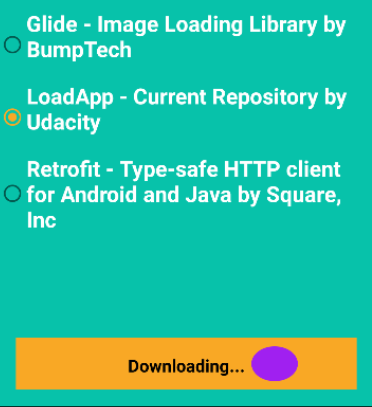 Glide - Image Loading Library by
BumpTech
LoadApp - Current Repository by
Udacity
Retrofit - Type-safe HTTP client
for Android and Java by Square,
Inc
Downloading...